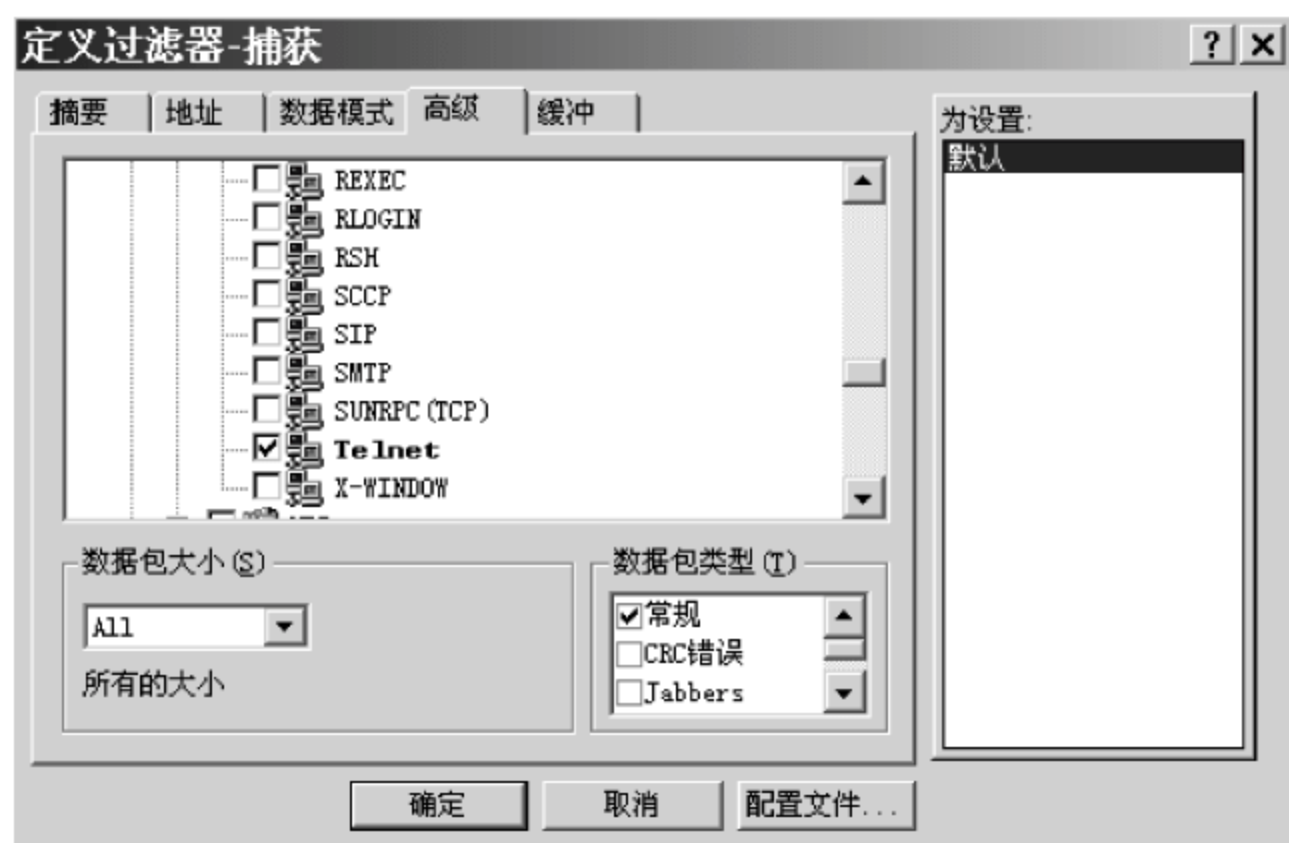 定义过滤器-捕获
摘要 地址 数据模式 高级 缓冲
REXEC
RLOGIN
RSH
SCCP
SIP
SMTP
SUNRPC(TCP)
Telnet
X-WINDOW
数据包大小(S)
All
所有的大小
数据包类型(T)
常规
CRC错误
Jabbers
为设置:
默认
确定 取消 配置文件...